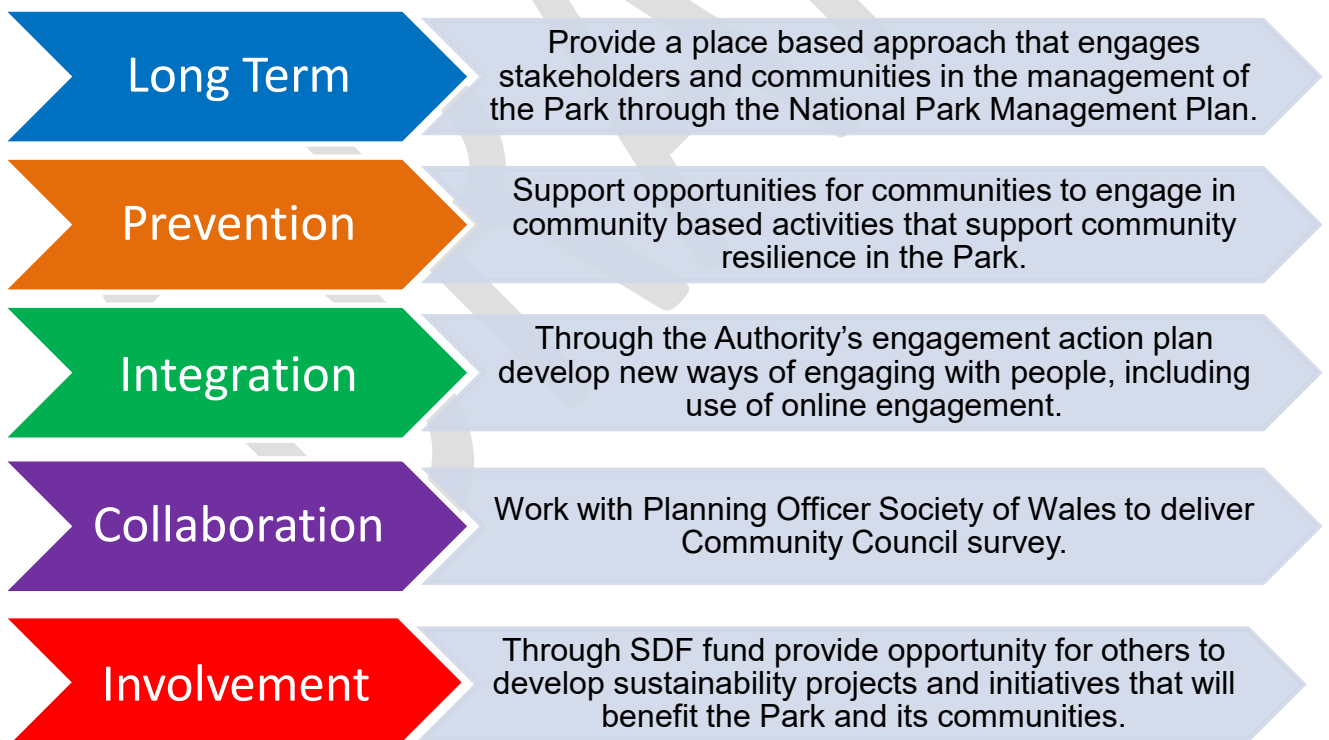 Long Term
Provide a place based approach that engages
stakeholders and communities in the management of
the Park through the National Park Management Plan.
Prevention
Support opportunities for communities to engage in
community based activities that support community
resilience in the Park.
Integration
Through the Authority’s engagement action plan
develop new ways of engaging with people, including
use of online engagement.
Collaboration
Work with Planning Officer Society of Wales to deliver
Community Council survey.
Involvement
Through SDF fund provide opportunity for others to
develop sustainability projects and initiatives that will
benefit the Park and its communities.